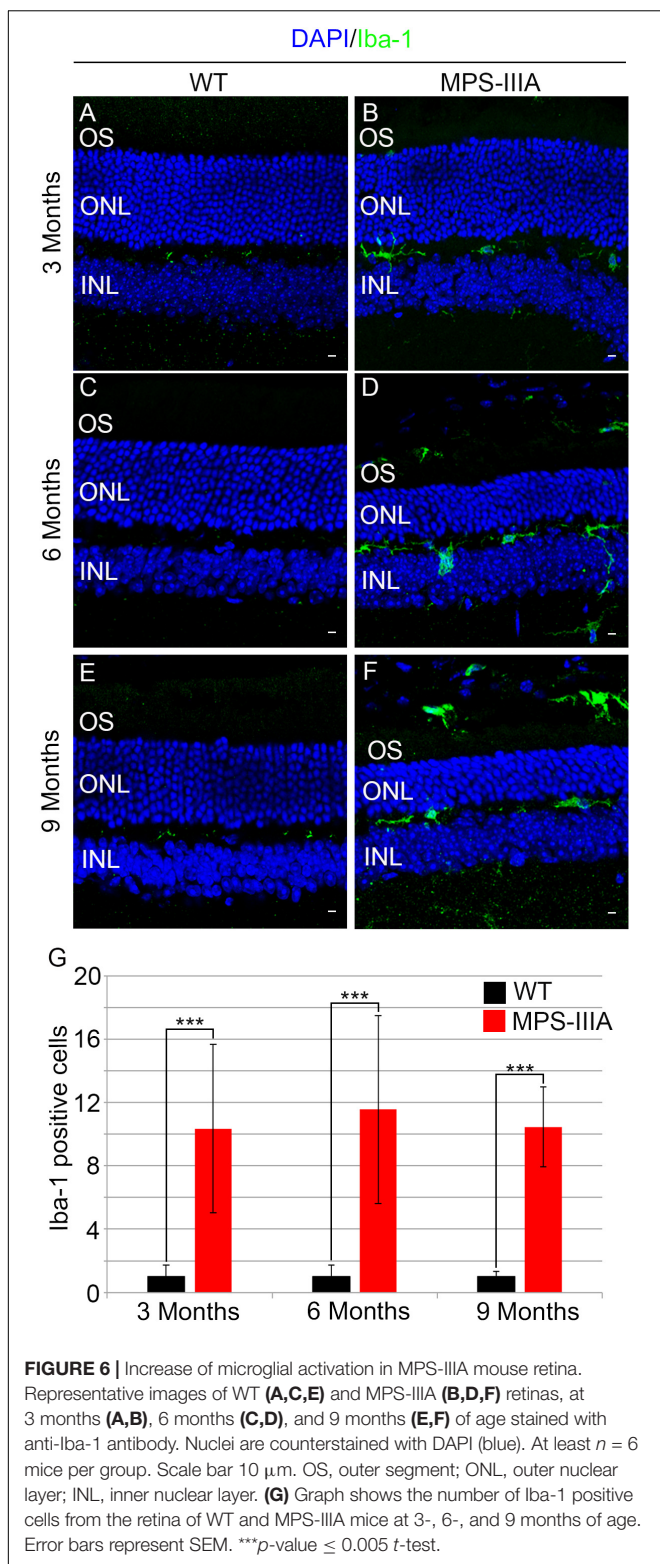 DAPI/Iba-1
WT MPS-IIIA
3 Months
A
OS
ONL
INL
B
OS
ONL
INL
6 Months
C
OS
ONL
INL
D
OS
ONL
INL
9 Months
E
OS
ONL
INL
F
OS
ONL
INL
G
Iba-1 positive cells
20
16
12
8
4
0
WT
MPS-IIIA
***
***
***
3 Months 6 Months 9 Months
FIGURE 6 | Increase of microglial activation in MPS-IIIA mouse retina.
Representative images of WT (A,C,E) and MPS-IIIA (B,D,F) retinas, at
3 months (A,B), 6 months (C,D), and 9 months (E,F) of age stained with
anti-Iba-1 antibody. Nuclei are counterstained with DAPI (blue). At least n = 6
mice per group. Scale bar 10 μm. OS, outer segment; ONL, outer nuclear
layer; INL, inner nuclear layer. (G) Graph shows the number of Iba-1 positive
cells from the retina of WT and MPS-IIIA mice at 3-, 6-, and 9 months of age.
Error bars represent SEM. ***p-value ≤ 0.005 t-test.